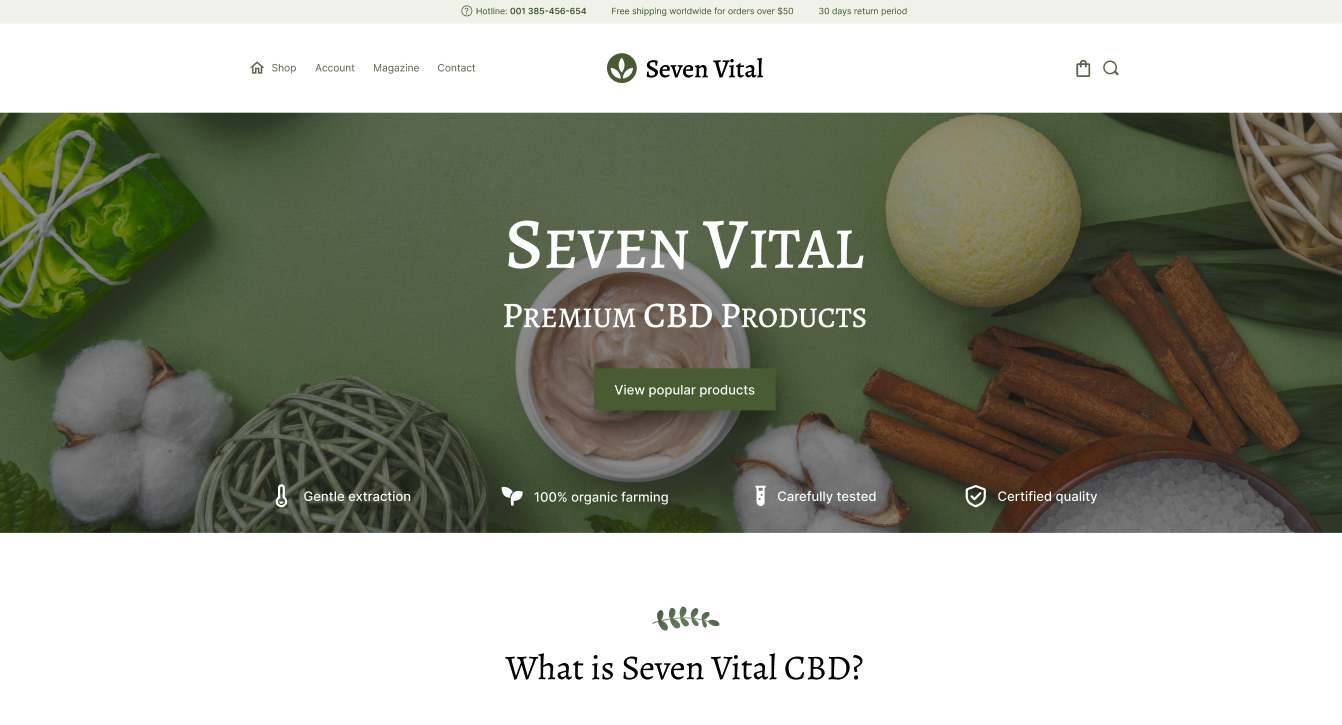 Hotline: 001 385-456-654 Free shipping worldwide for orders over $50 30 days return period
Shop Account Magazine Contact Seven Vital
SEVEN VITAL
PREMIUM CBD PRODUCTS
View popular products
Gentle extraction 100% organic farming Carefully tested Certified quality
What is Seven Vital CBD?